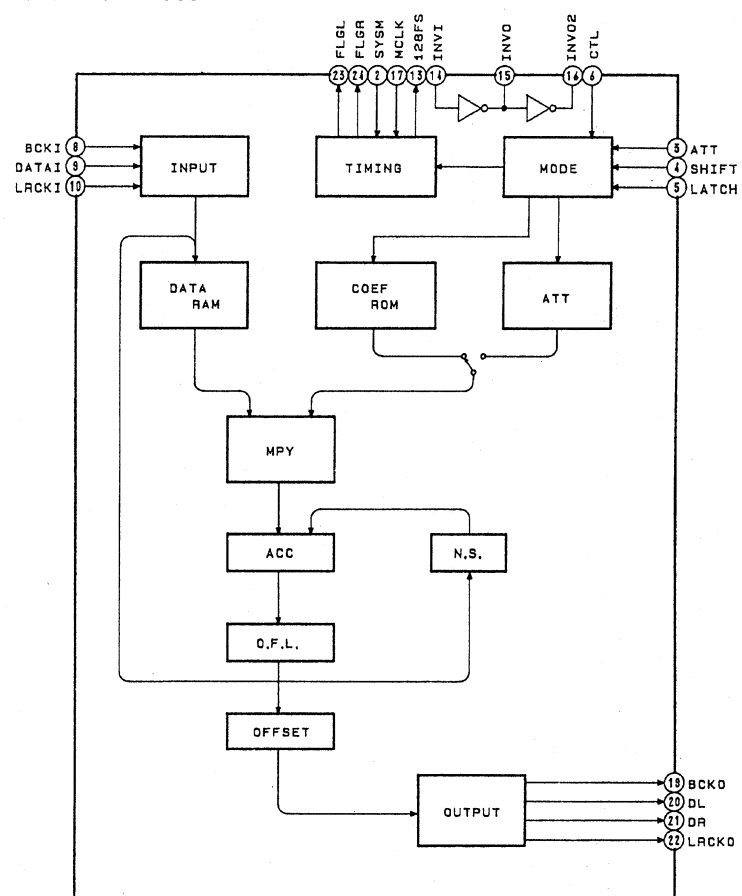 FLGL
FLGR
SYSM
MCLK
128FS
INVI
INVO
INVO2
CTL
23
24
2
17
13
14
15
16
6
BCKI 8
DATAI 9
LRCKI 10
INPUT
TIMING
MODE
3 ATT
4 SHIFT
5 LATCH
DATA
RAM
COEF
ROM
ATT
MPY
ACC
N.S.
O.F.L.
OFFSET
OUTPUT
19 BCKO
20 DL
21 DR
22 LRCKO